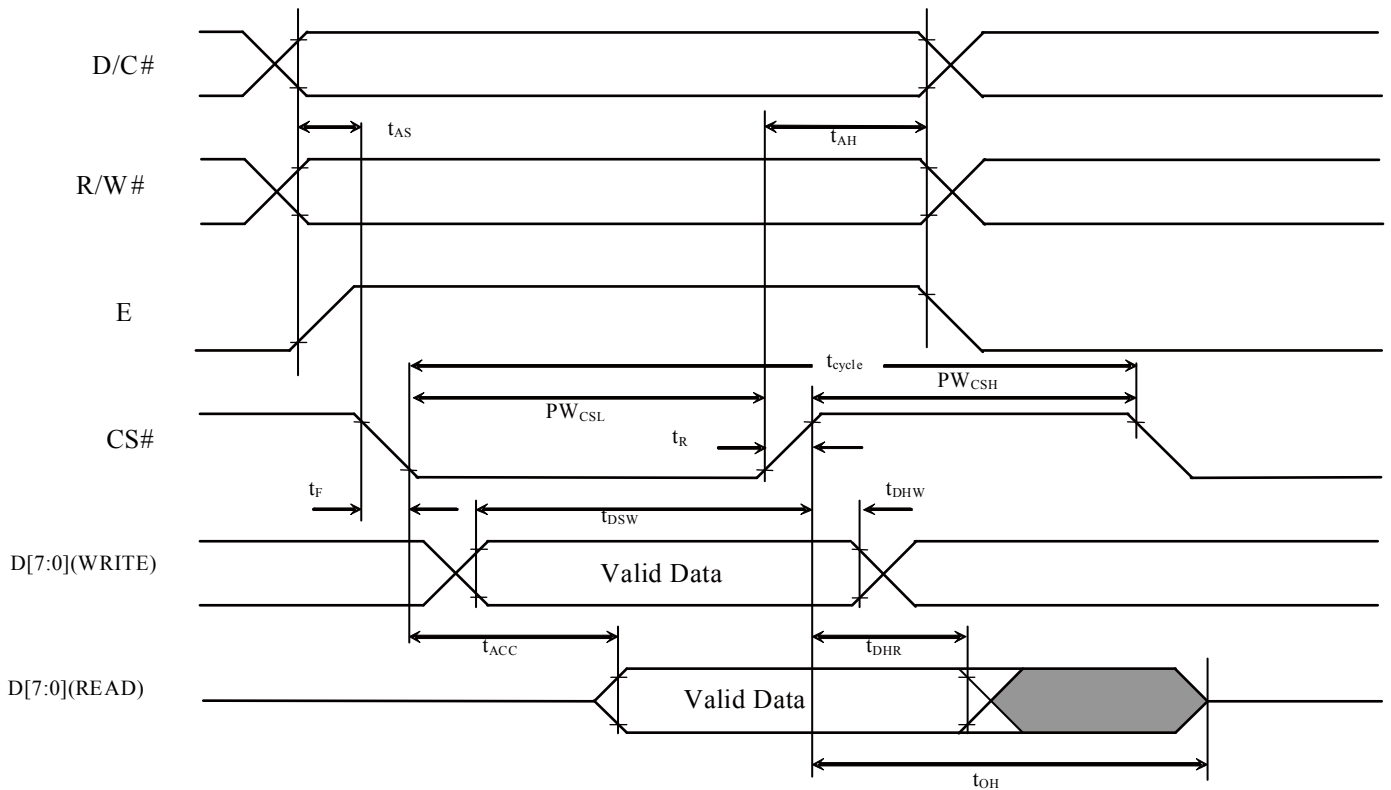 D/C#
tAS
tAH
R/W#
E
tcycle
PWCSH
PWCSL
CS#
tR
tF
tDHW
tDSW
D[7:0](WRITE)
Valid Data
tACC
tDHR
D[7:0](READ)
Valid Data
tOH